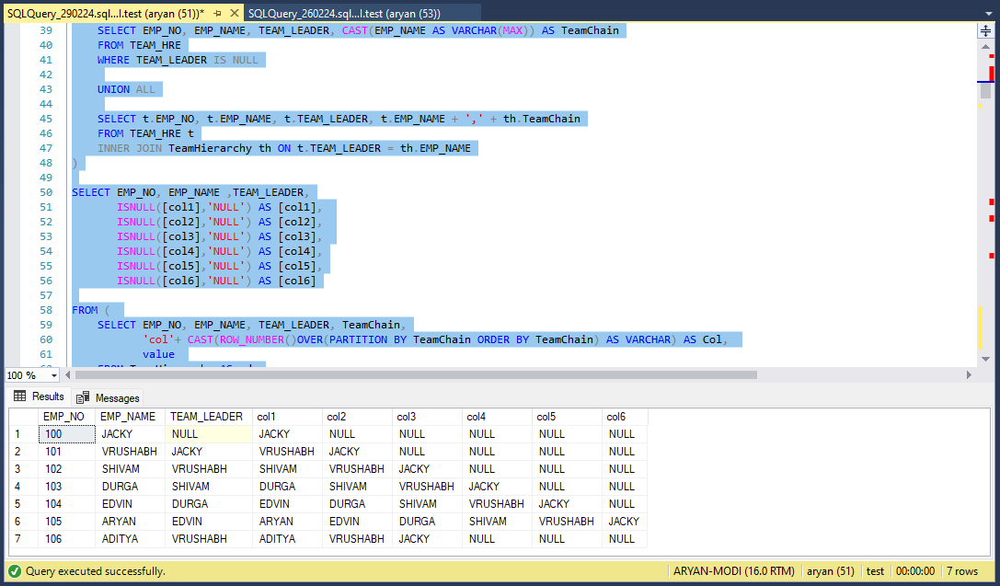 SQLQuery_290224.sql...l.test (aryan (51))* SQLQuery_260224.sql...l.test (aryan (53))
39 SELECT EMP_NO, EMP_NAME, TEAM_LEADER, CAST(EMP_NAME AS VARCHAR(MAX)) AS TeamChain
40 FROM TEAM_HRE
41 WHERE TEAM_LEADER IS NULL
42
43 UNION ALL
44
45 SELECT t.EMP_NO, t.EMP_NAME, t.TEAM_LEADER, t.EMP_NAME + ',' + th.TeamChain
46 FROM TEAM_HRE t
47 INNER JOIN TeamHierarchy th ON t.TEAM_LEADER = th.EMP_NAME
48 )
49
50 SELECT EMP_NO, EMP_NAME ,TEAM_LEADER,
51 ISNULL([col1],'NULL') AS [col1],
52 ISNULL([col2],'NULL') AS [col2],
53 ISNULL([col3],'NULL') AS [col3],
54 ISNULL([col4],'NULL') AS [col4],
55 ISNULL([col5],'NULL') AS [col5],
56 ISNULL([col6],'NULL') AS [col6]
57
58 FROM (
59 SELECT EMP_NO, EMP_NAME, TEAM_LEADER, TeamChain,
60 'col'+ CAST(ROW_NUMBER()OVER(PARTITION BY TeamChain ORDER BY TeamChain) AS VARCHAR) AS Col,
61 value
100 %
Results Messages
EMP_NO EMP_NAME TEAM_LEADER col1 col2 col3 col4 col5 col6
1 100 JACKY NULL JACKY NULL NULL NULL NULL NULL
2 101 VRUSHABH JACKY VRUSHABH JACKY NULL NULL NULL NULL
3 102 SHIVAM VRUSHABH SHIVAM VRUSHABH JACKY NULL NULL NULL
4 103 DURGA SHIVAM DURGA SHIVAM VRUSHABH JACKY NULL NULL
5 104 EDVIN DURGA EDVIN DURGA SHIVAM VRUSHABH JACKY NULL
6 105 ARYAN EDVIN ARYAN EDVIN DURGA SHIVAM VRUSHABH JACKY
7 106 ADITYA VRUSHABH ADITYA VRUSHABH JACKY NULL NULL NULL
Query executed successfully. ARYAN-MODI (16.0 RTM) aryan (51) test 00:00:00 7 rows